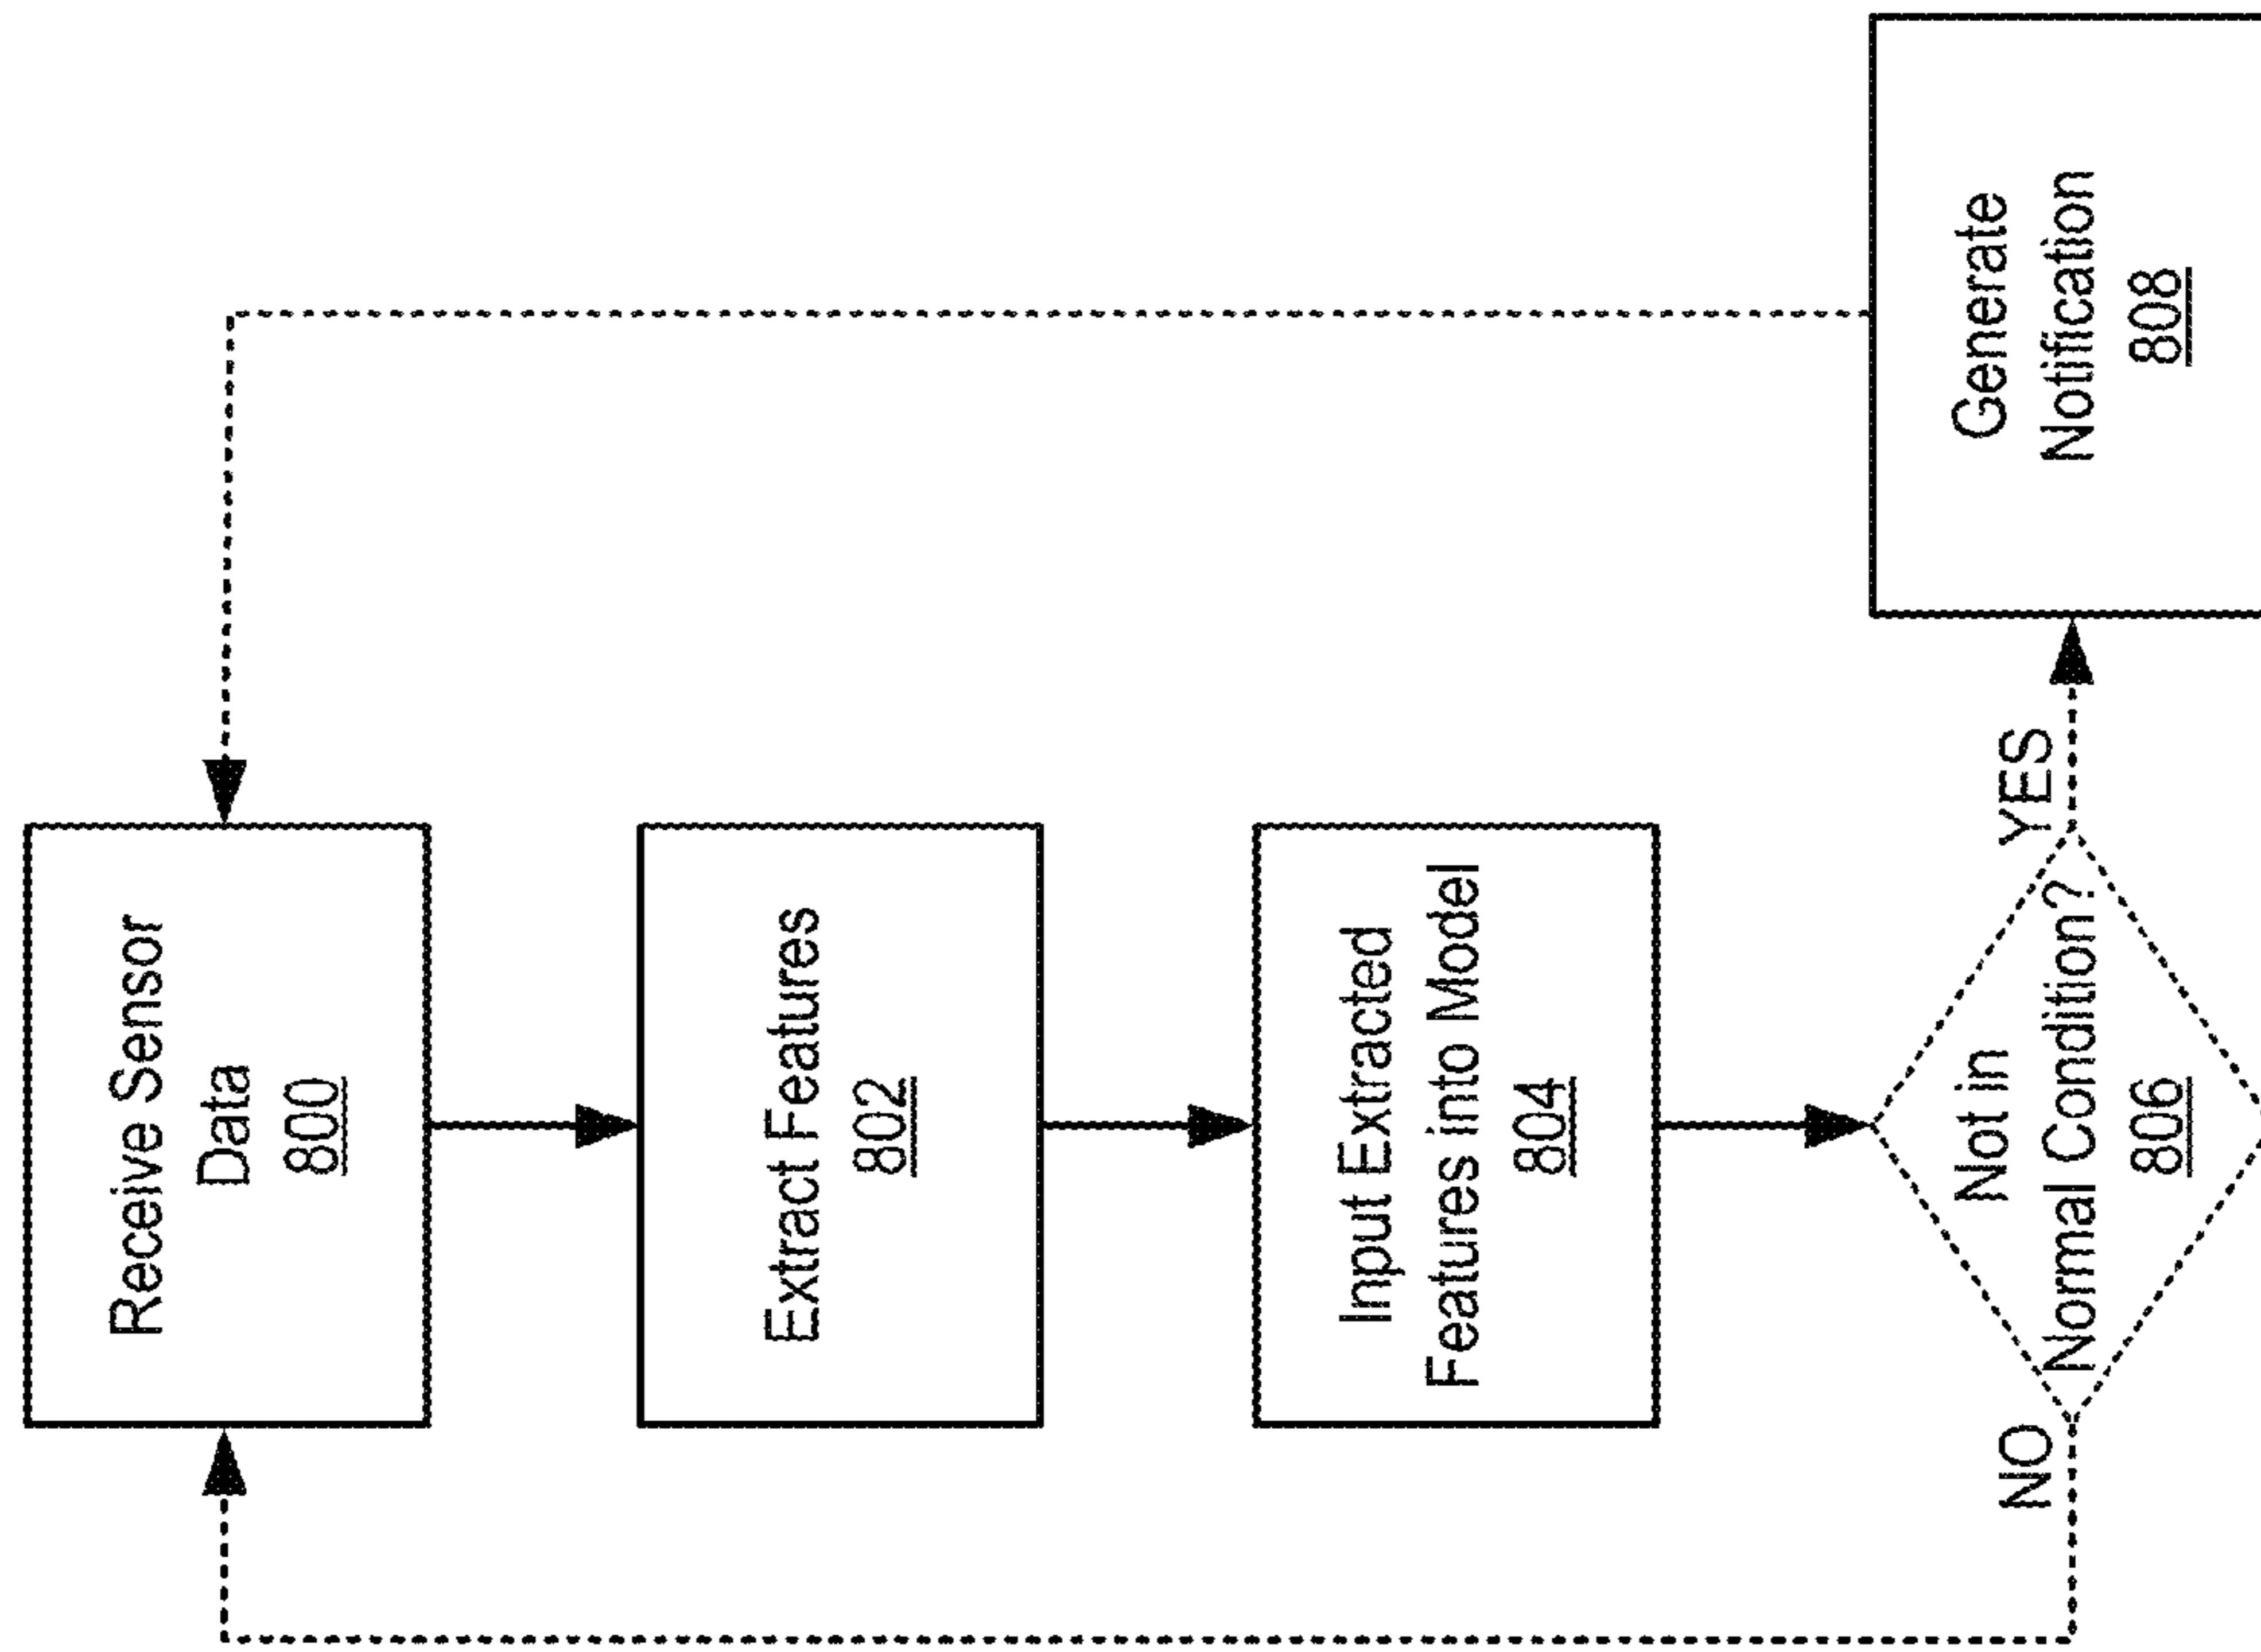 Receive Sensor
Data
800
Extract Features
802
Input Extracted
Features into Model
804
Not in
Normal Condition?
806
NO
YES
Generate
Notification
808